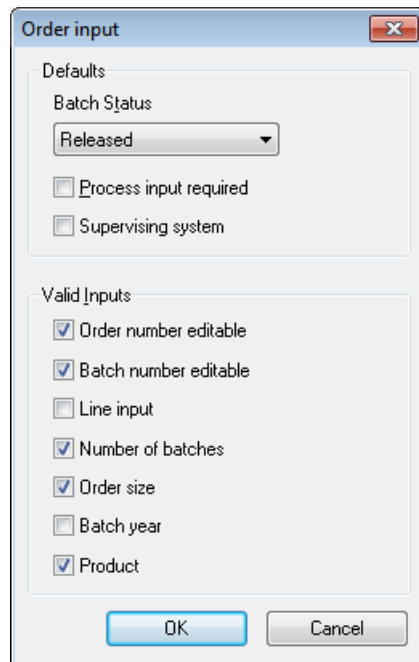 Order input
Defaults
Batch Status
Released
Process input required
Supervising system
Valid Inputs
Order number editable
Batch number editable
Line input
Number of batches
Order size
Batch year
Product
OK Cancel